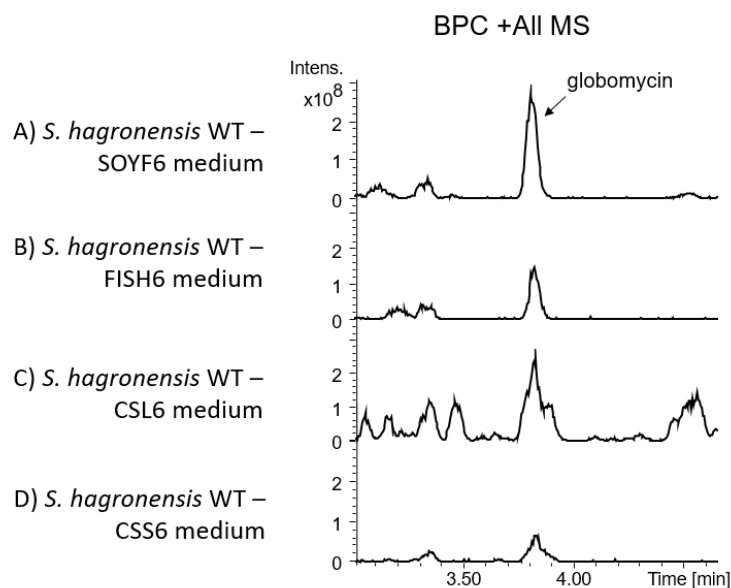 BPC +All MS
Intens.
x10⁸
globomycin
A) S. hagronensis WT –
SOYF6 medium
2
1
0
B) S. hagronensis WT –
FISH6 medium
2
1
0
C) S. hagronensis WT –
CSL6 medium
2
1
0
D) S. hagronensis WT –
CSS6 medium
2
1
0
3.50 4.00 Time [min]